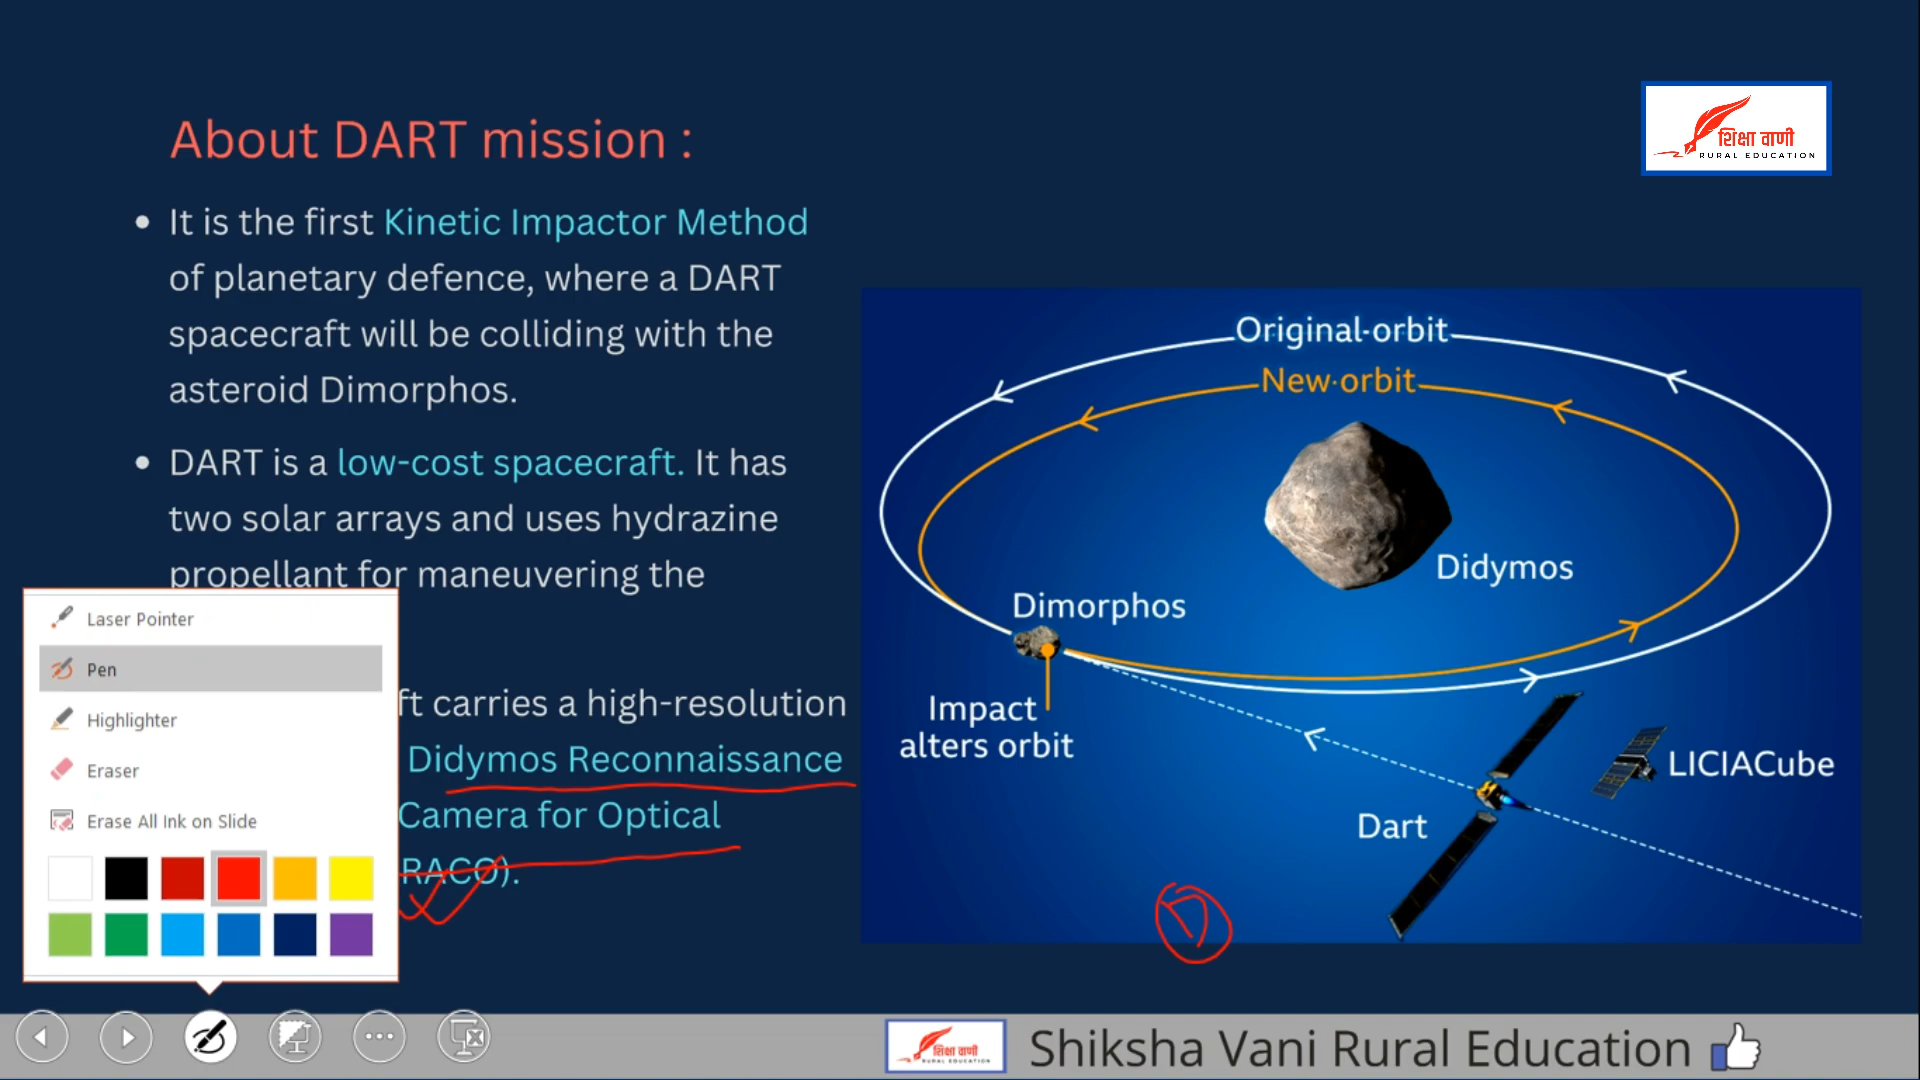 About DART mission :
शिक्षा वाणी
RURAL EDUCATION
• It is the first Kinetic Impactor Method
of planetary defence, where a DART
spacecraft will be colliding with the
asteroid Dimorphos.
• DART is a low-cost spacecraft. It has
two solar arrays and uses hydrazine
propellant for maneuvering the
ft carries a high-resolution
Didymos Reconnaissance
Camera for Optical
RACO).
Laser Pointer
Pen
Highlighter
Eraser
Erase All Ink on Slide
Original orbit
New orbit
Didymos
Dimorphos
Impact
alters orbit
LICIACube
Dart
शिक्षा वाणी
RURAL EDUCATION
Shiksha Vani Rural Education